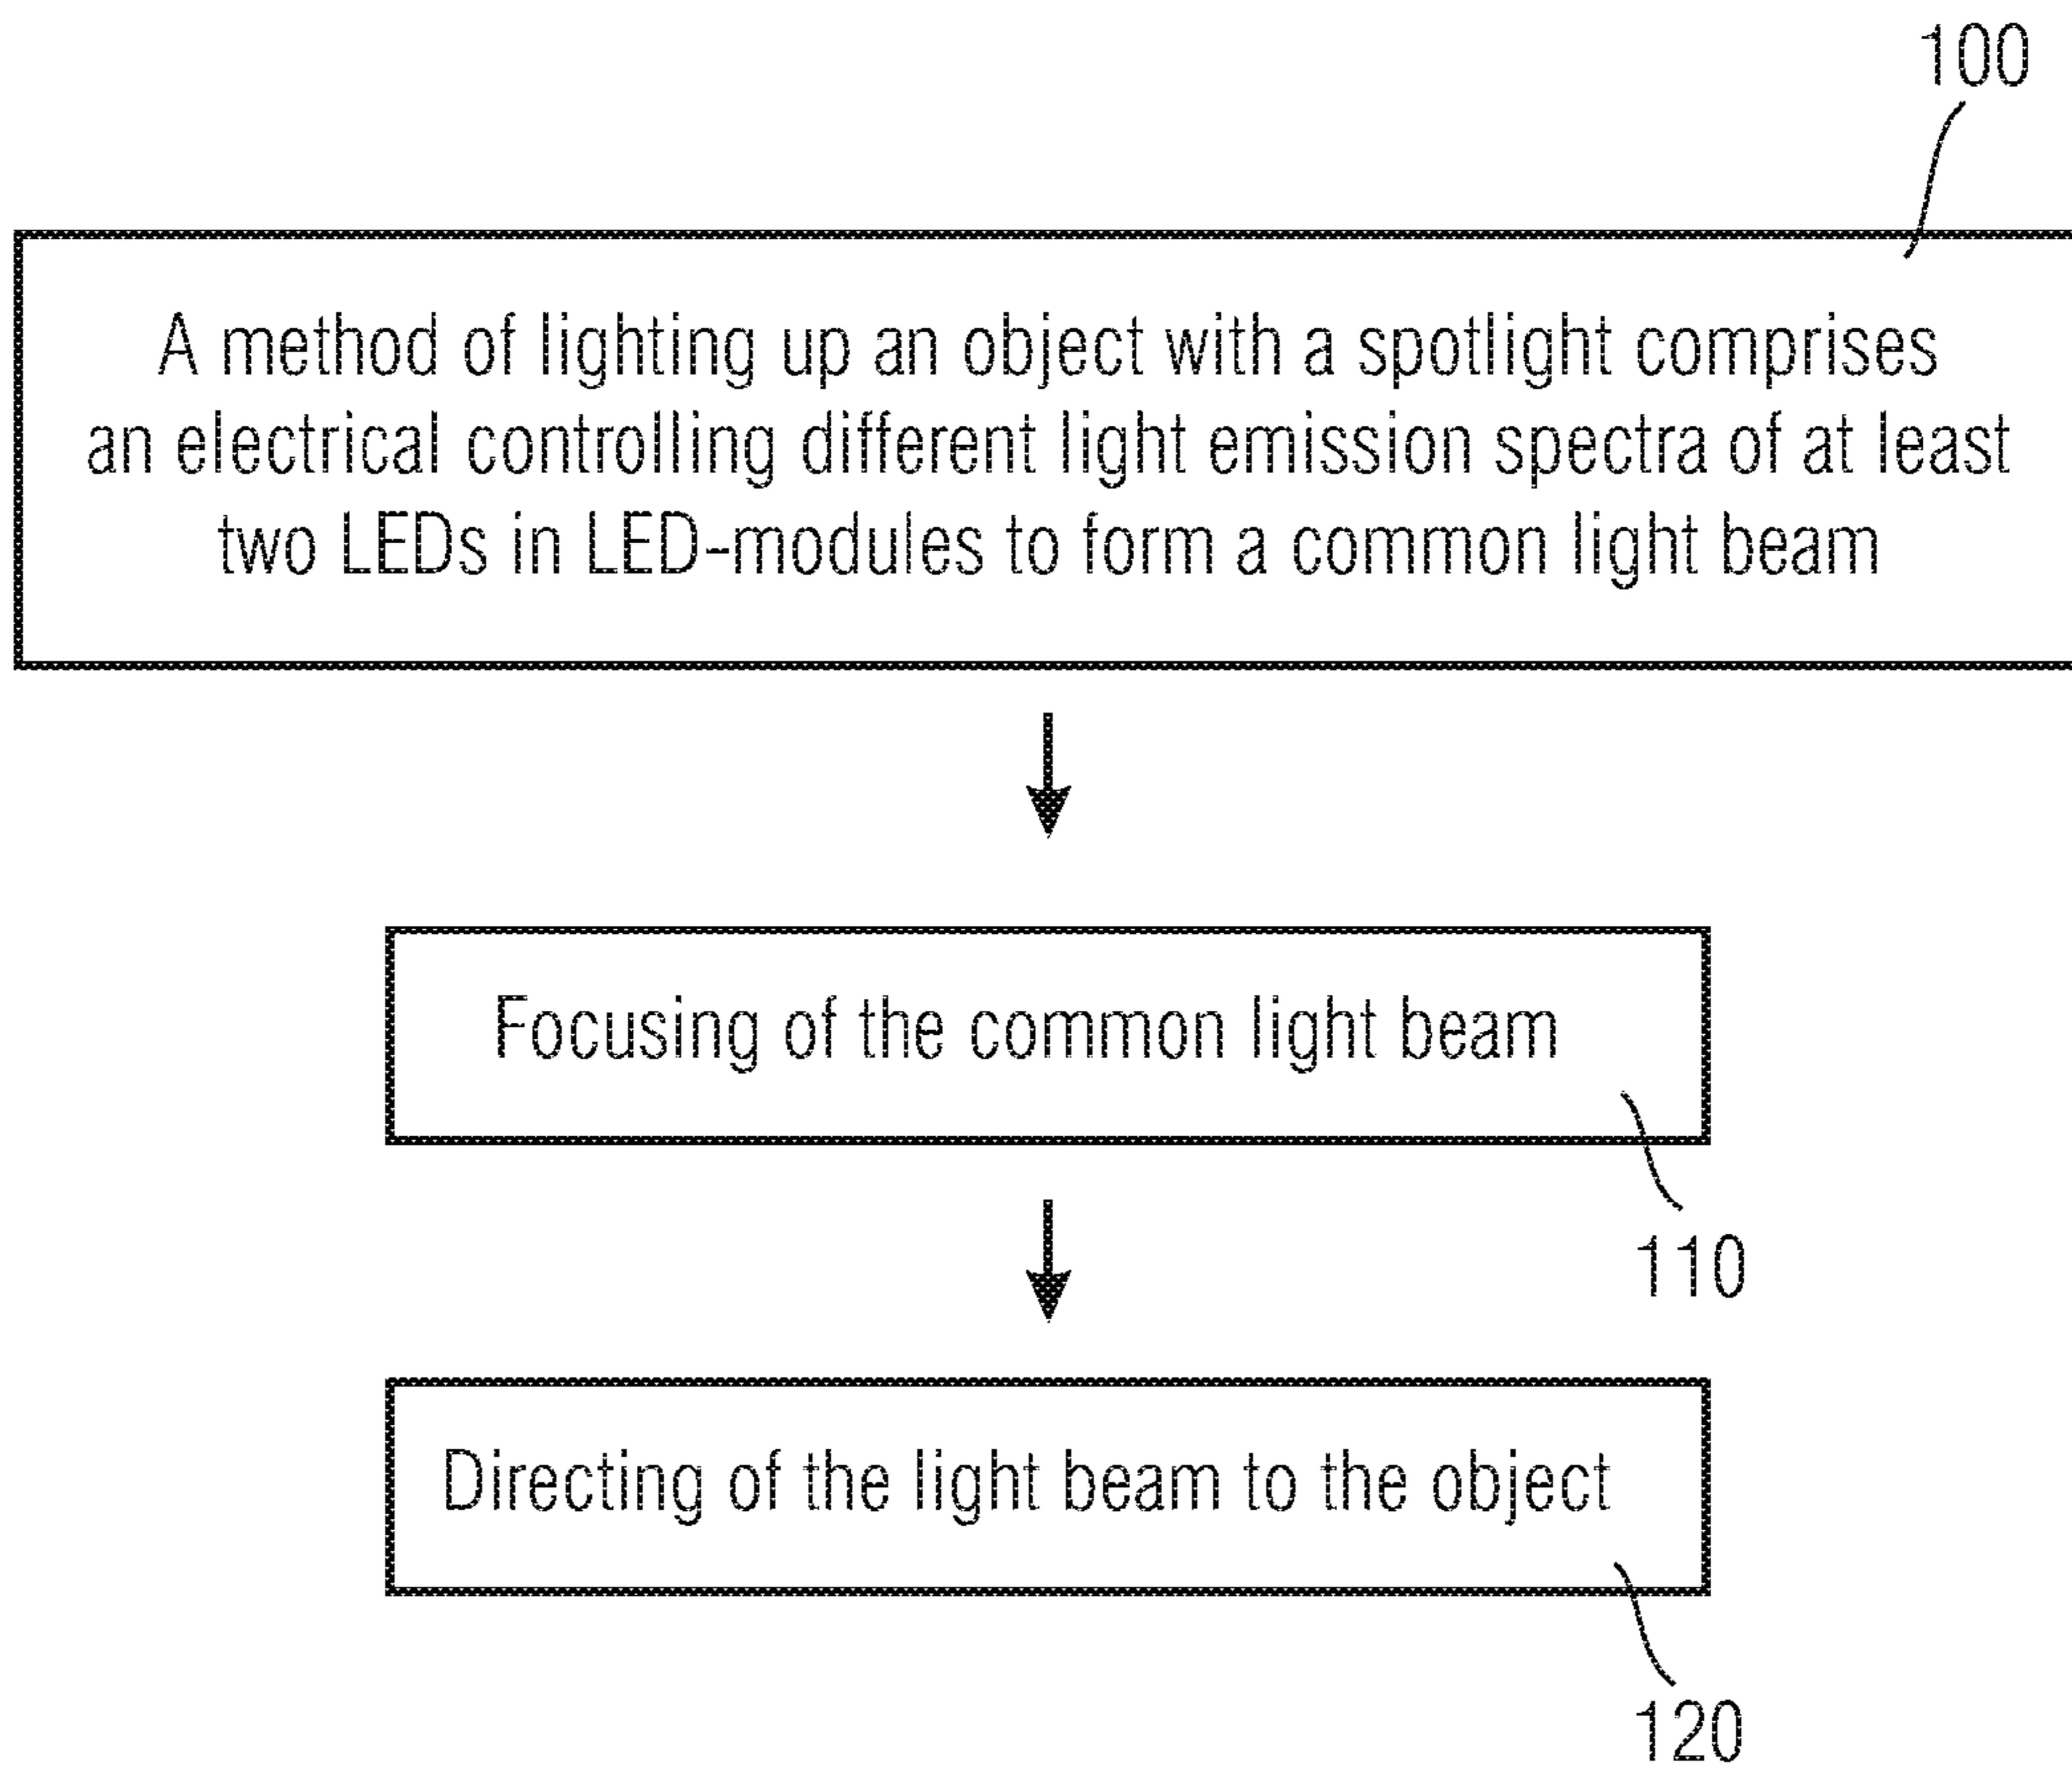 100
A method of lighting up an object with a spotlight comprises
an electrical controlling different light emission spectra of at least
two LEDs in LED-modules to form a common light beam
Focusing of the common light beam
110
Directing of the light beam to the object
120